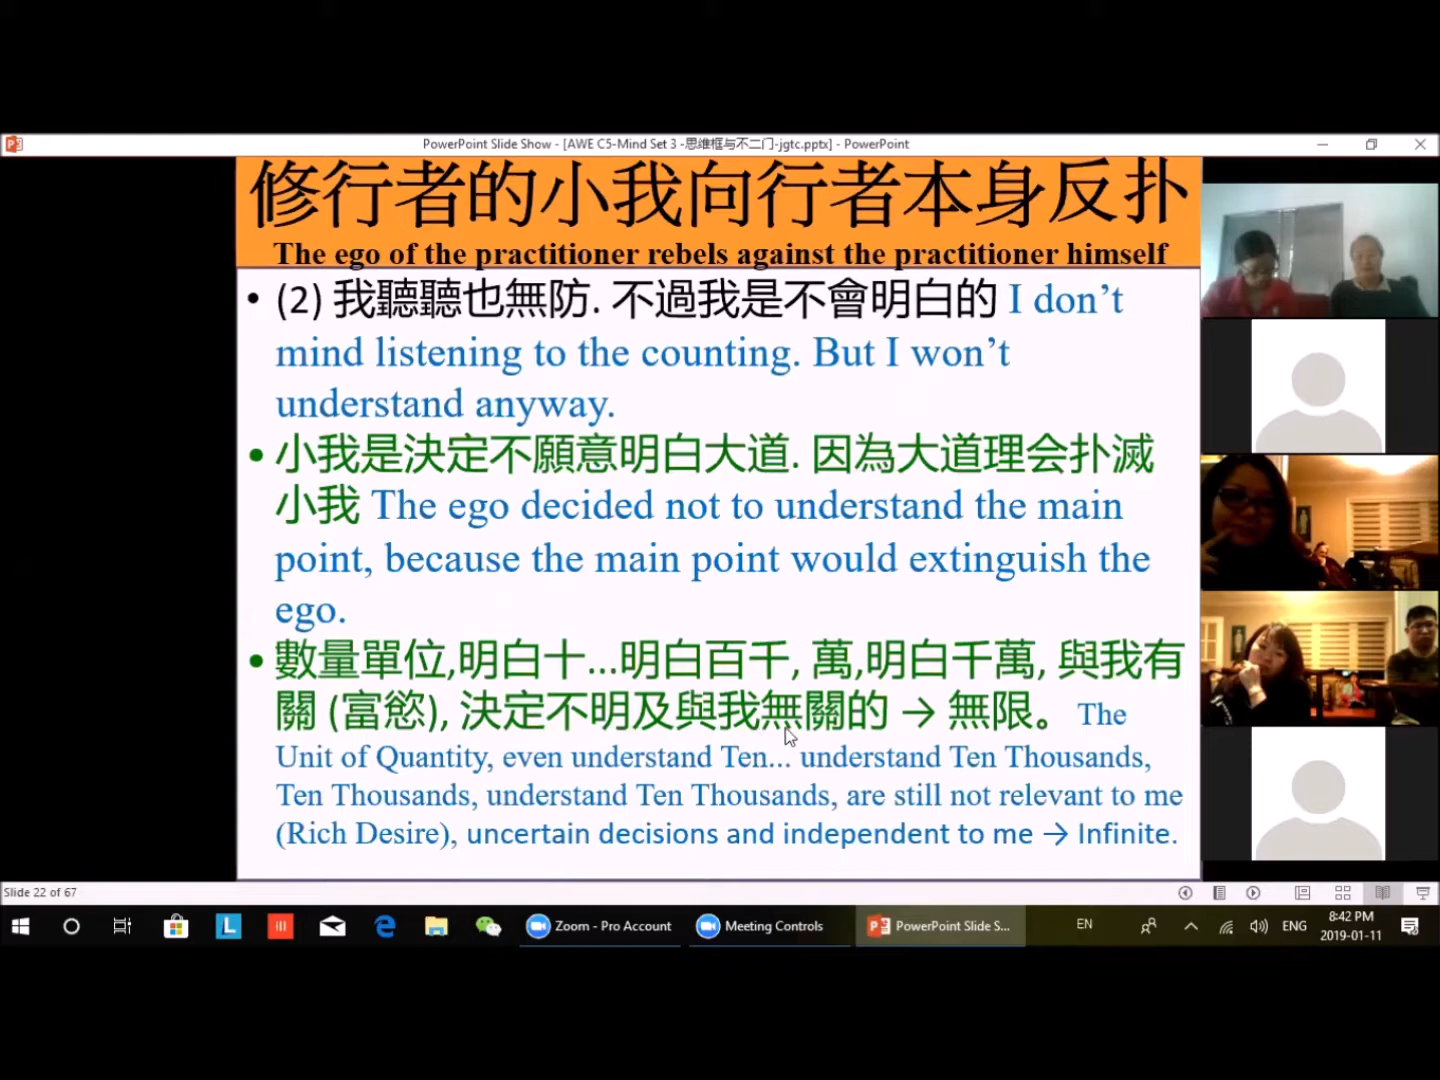 PowerPoint Slide Show - [AWE C5-Mind Set 3 -思维框与不二门-jgtc.pptx] - PowerPoint
修行者的小我向行者本身反扑
The ego of the practitioner rebels against the practitioner himself
• (2) 我聽聽也無防. 不過我是不會明白的 I don’t
mind listening to the counting. But I won’t
understand anyway.
• 小我是決定不願意明白大道. 因為大道理会扑滅
小我 The ego decided not to understand the main
point, because the main point would extinguish the
ego.
• 數量單位,明白十...明白百千, 萬,明白千萬, 與我有
關 (富慾), 決定不明及與我無關的 → 無限。 The
Unit of Quantity, even understand Ten... understand Ten Thousands,
Ten Thousands, understand Ten Thousands, are still not relevant to me
(Rich Desire), uncertain decisions and independent to me → Infinite.
Slide 22 of 67
Zoom - Pro Account
Meeting Controls
PowerPoint Slide S...
EN
ENG
8:42 PM
2019-01-11